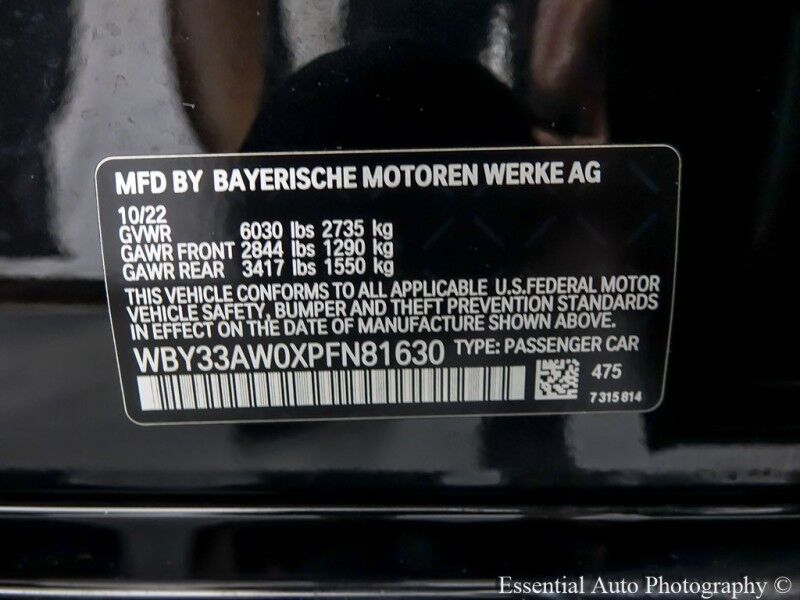 MFD BY BAYERISCHE MOTOREN WERKE AG
10/22
GVWR 6030 lbs 2735 kg
GAWR FRONT 2844 lbs 1290 kg
GAWR REAR 3417 lbs 1550 kg
THIS VEHICLE CONFORMS TO ALL APPLICABLE U.S.FEDERAL MOTOR
VEHICLE SAFETY, BUMPER AND THEFT PREVENTION STANDARDS
IN EFFECT ON THE DATE OF MANUFACTURE SHOWN ABOVE.
WBY33AW0XPFN81630 TYPE: PASSENGER CAR
475
7315814
Essential Auto Photography ©